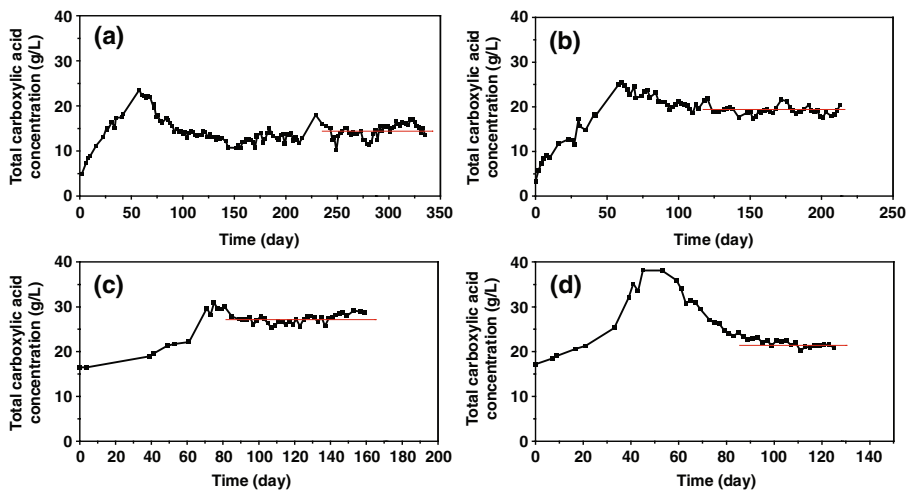 (a)
Total carboxylic acid
concentration (g/L)
40
30
20
10
0
0 50 100 150 200 250 300 350
Time (day)
(b)
Total carboxylic acid
concentration (g/L)
40
30
20
10
0
0 50 100 150 200 250
Time (day)
(c)
Total carboxylic acid
concentration (g/L)
40
30
20
10
0
0 20 40 60 80 100 120 140 160 180 200
Time (day)
(d)
Total carboxylic acid
concentration (g/L)
40
30
20
10
0
0 20 40 60 80 100 120 140
Time (day)